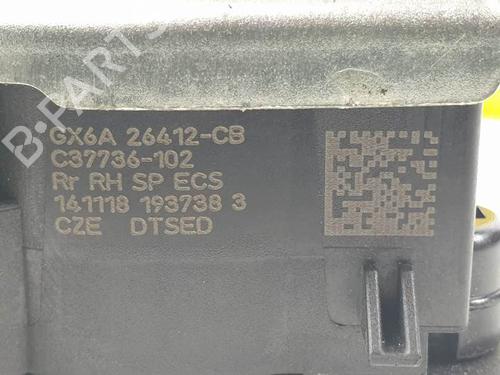 GX6A 26412-CB
C37736-102
Rr RH SP ECS
141118 193738 3
CZE DTSED
B-PARTS